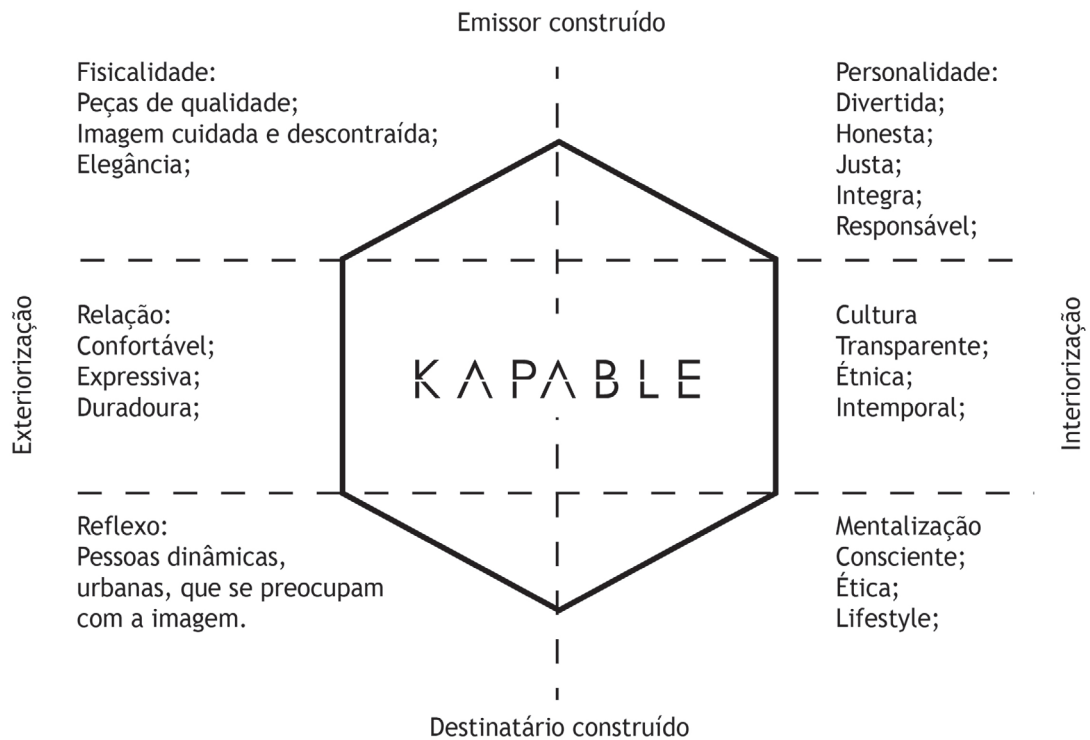 Emissor construído
Fisicalidade:
Peças de qualidade;
Imagem cuidada e descontraída;
Elegância;
Personalidade:
Divertida;
Honesta;
Justa;
Integra;
Responsável;
Exteriorização
Relação:
Confortável;
Expressiva;
Duradoura;
KAPABLE
Cultura
Transparente;
Étnica;
Intemporal;
Interiorização
Reflexo:
Pessoas dinâmicas,
urbanas, que se preocupam
com a imagem.
Mentalização
Consciente;
Ética;
Lifestyle;
Destinatário construído